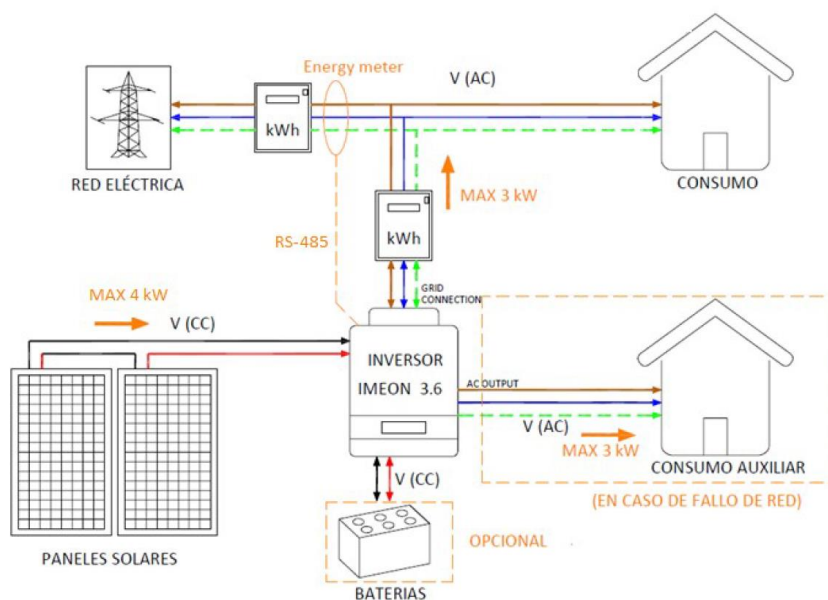 Energy meter
V (AC)
kWh
RED ELÉCTRICA
CONSUMO
MAX 3 kW
kWh
RS-485
GRID
CONNECTION
MAX 4 kW
V (CC)
INVERSOR
IMEON 3.6
AC OUTPUT
V (AC)
MAX 3 kW
CONSUMO AUXILIAR
(EN CASO DE FALLO DE RED)
V (CC)
OPCIONAL
PANELES SOLARES
BATERIAS